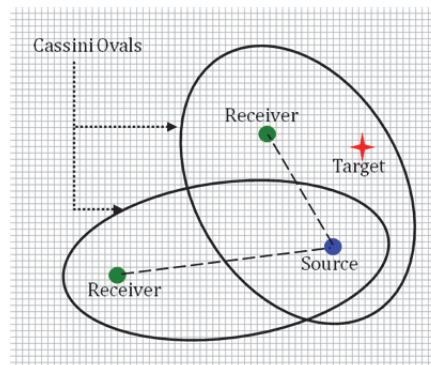 Cassini Ovals
Receiver
Target
Source
Receiver